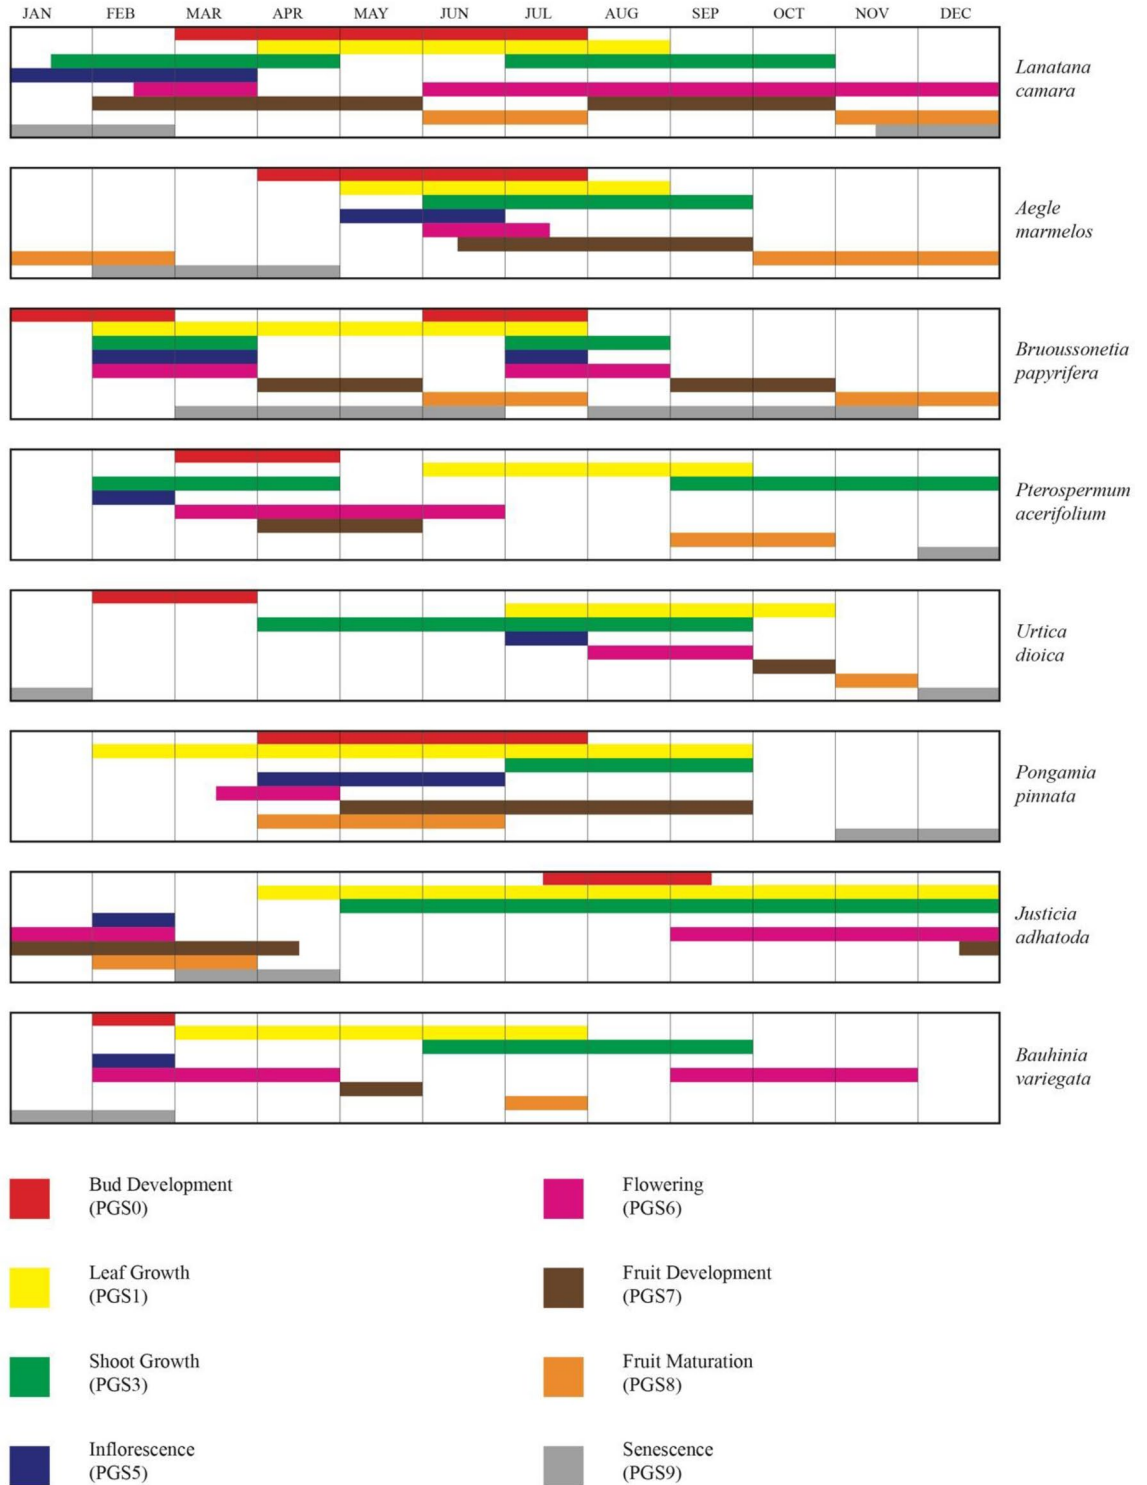 JAN FEB MAR APR MAY JUN JUL AUG SEP OCT NOV DEC
Lanatana
camara
Aegle
marmelos
Bruoussonetia
papyrifera
Pterospermum
acerifolium
Urtica
dioica
Pongamia
pinnata
Justicia
adhatoda
Bauhinia
variegata
Bud Development
(PGS0)
Flowering
(PGS6)
Leaf Growth
(PGS1)
Fruit Development
(PGS7)
Shoot Growth
(PGS3)
Fruit Maturation
(PGS8)
Inflorescence
(PGS5)
Senescence
(PGS9)